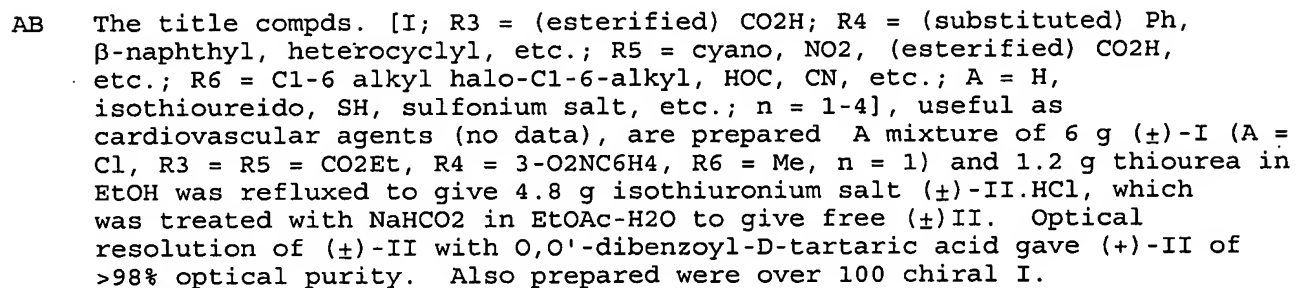 AB The title compds. [I; R3 = (esterified) CO2H; R4 = (substituted) Ph,
β-naphthyl, heterocyclyl, etc.; R5 = cyano, NO2, (esterified) CO2H,
etc.; R6 = C1-6 alkyl halo-C1-6-alkyl, HOC, CN, etc.; A = H,
isothioureido, SH, sulfonium salt, etc.; n = 1-4], useful as
cardiovascular agents (no data), are prepared A mixture of 6 g (±)-I (A =
Cl, R3 = R5 = CO2Et, R4 = 3-O2NC6H4, R6 = Me, n = 1) and 1.2 g thiourea in
EtOH was refluxed to give 4.8 g isothiuronium salt (±)-II.HCl, which
was treated with NaHCO2 in EtOAc-H2O to give free (±)II. Optical
resolution of (±)-II with O,O'-dibenzoyl-D-tartaric acid gave (+)-II of
>98% optical purity. Also prepared were over 100 chiral I.